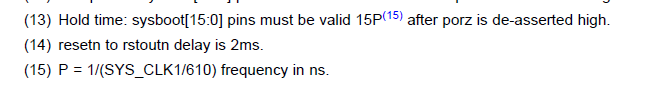 (13) Hold time: sysboot[15:0] pins must be valid 15P(15) after porz is de-asserted high.
(14) resetn to rstoutn delay is 2ms.
(15) P = 1/(SYS_CLK1/610) frequency in ns.